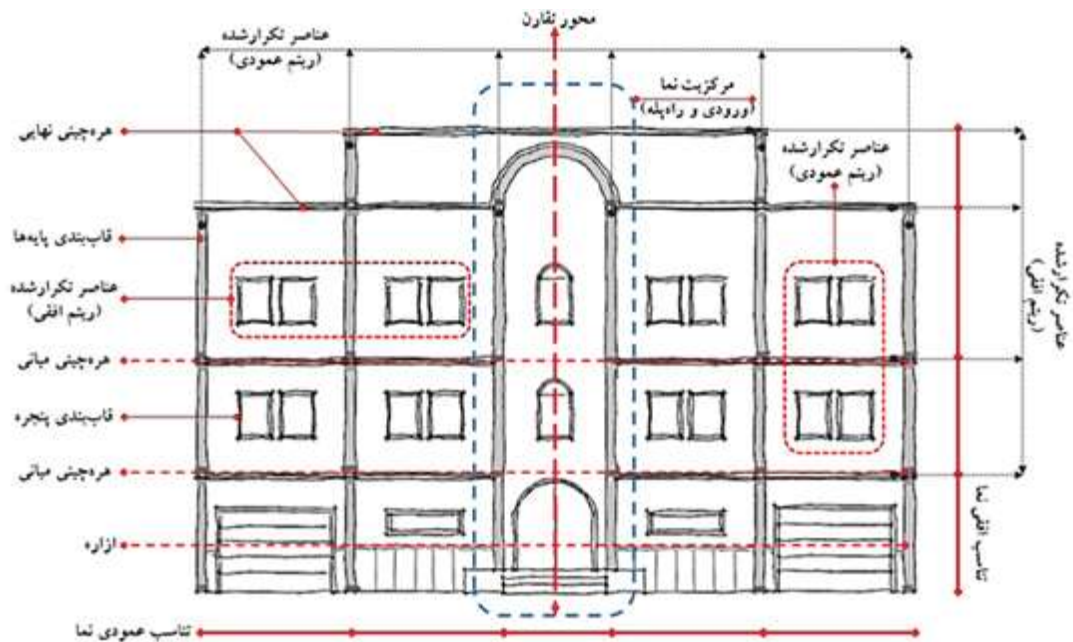 محور تقارن
عناصر تکرارشده
(ریتم عمودی)
مرکزیت نما
(ورودی و راه‌پله)
هره‌چینی نهایی
عناصر تکرارشده
(ریتم عمودی)
قاب‌بندی پایه‌ها
عناصر تکرارشده
(ریتم افقی)
عناصر تکرارشده
(ریتم افقی)
هره‌چینی میانی
قاب‌بندی پنجره
هره‌چینی میانی
تناسب افقی نما
ازاره
تناسب عمودی نما